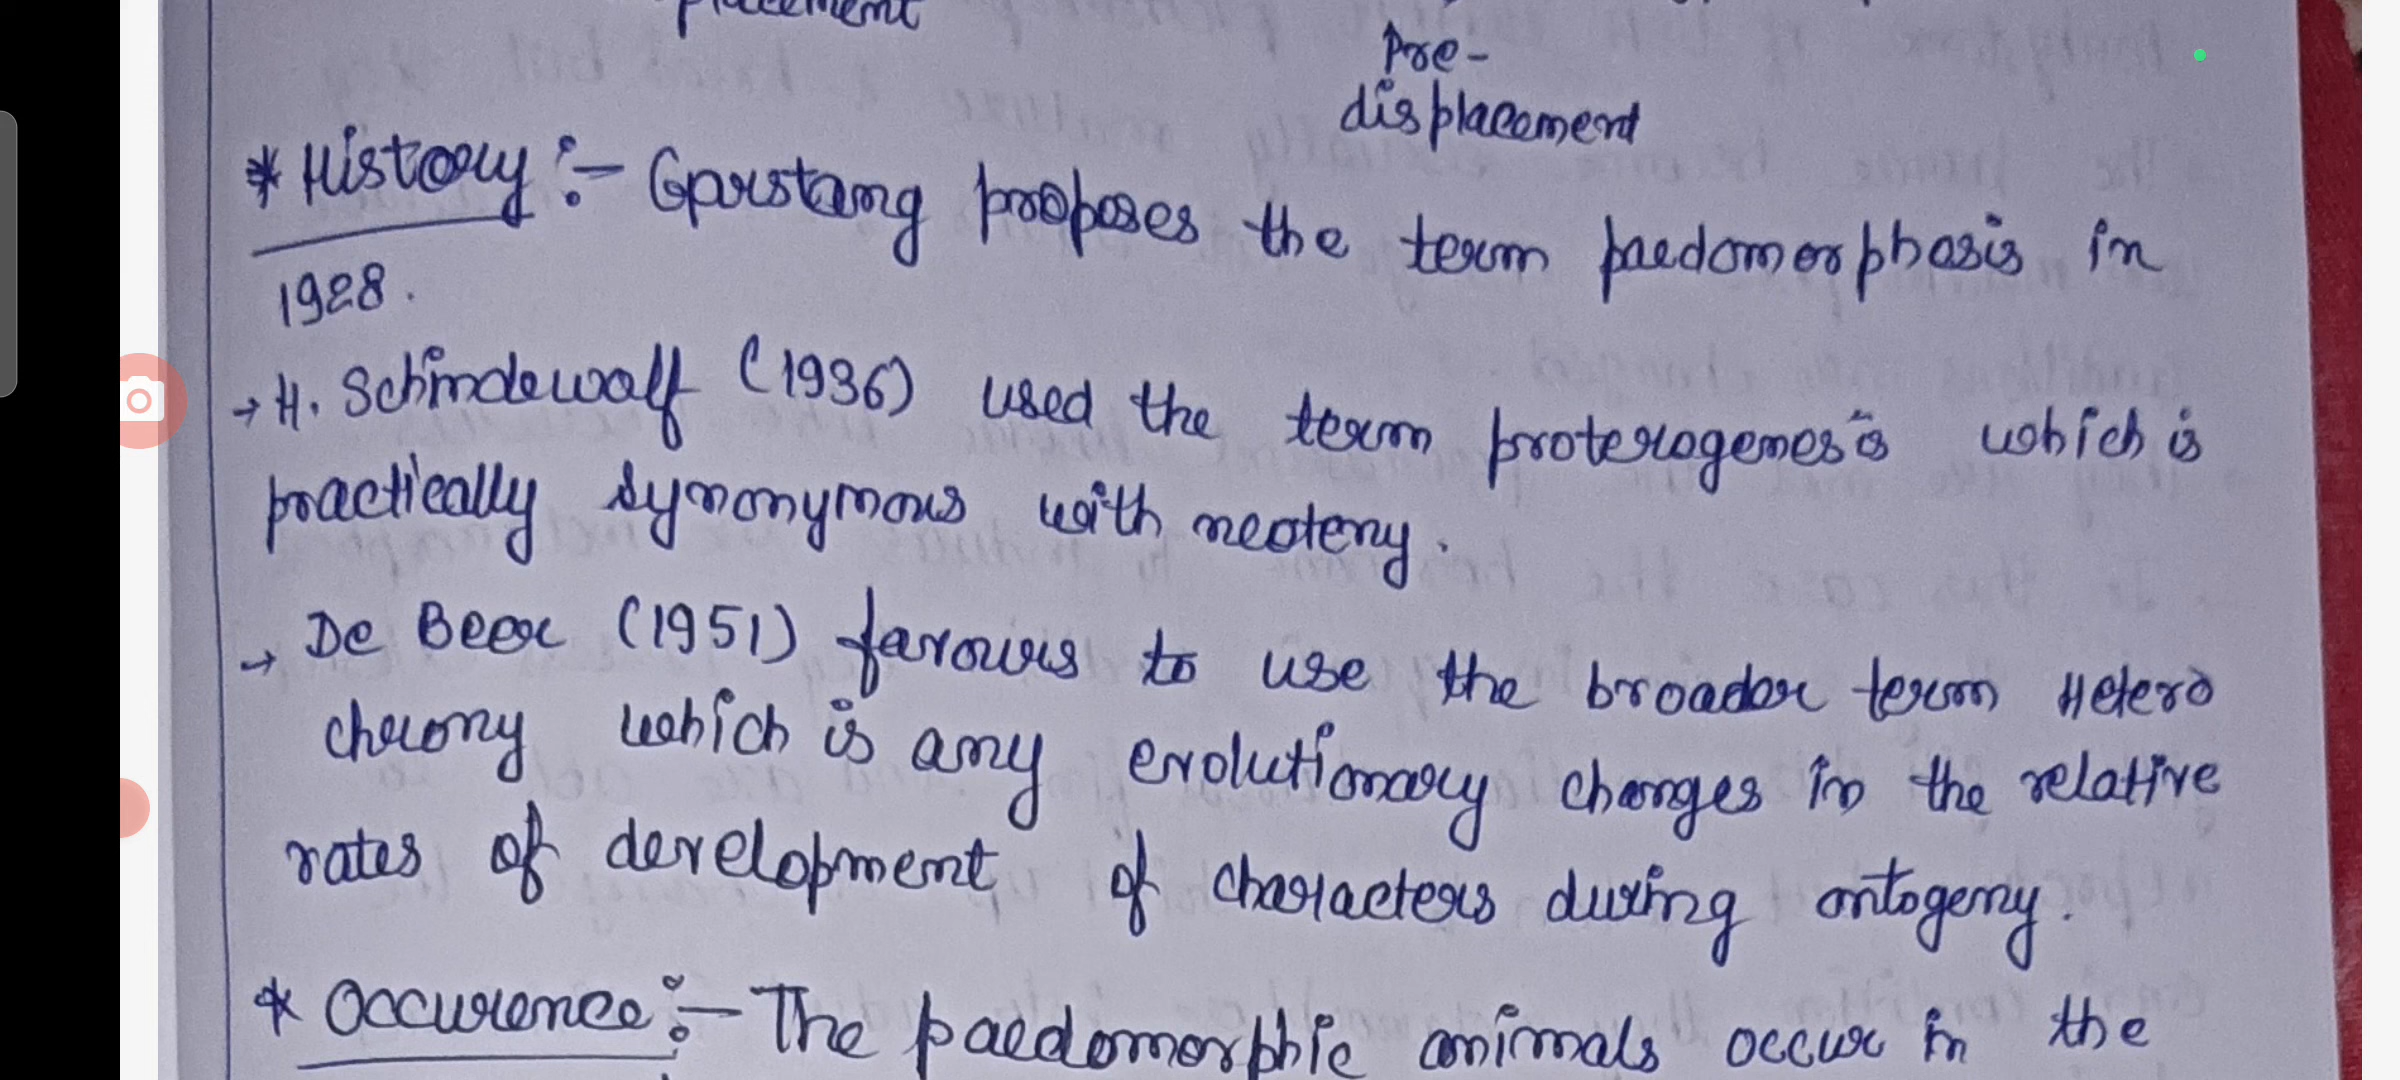 placement
Pre-
displacement
* History :- Garstang proposes the term paedomorphosis in
1928.
→ H. Schindewolf (1936) used the term proterogenesis which is
practically synonymous with neoteny.
→ De Beer (1951) favours to use the broader term Hetero
chrony which is any evolutionary changes in the relative
rates of development of characters during ontogeny.
* Occurence :- The paedomorphic animals occur in the